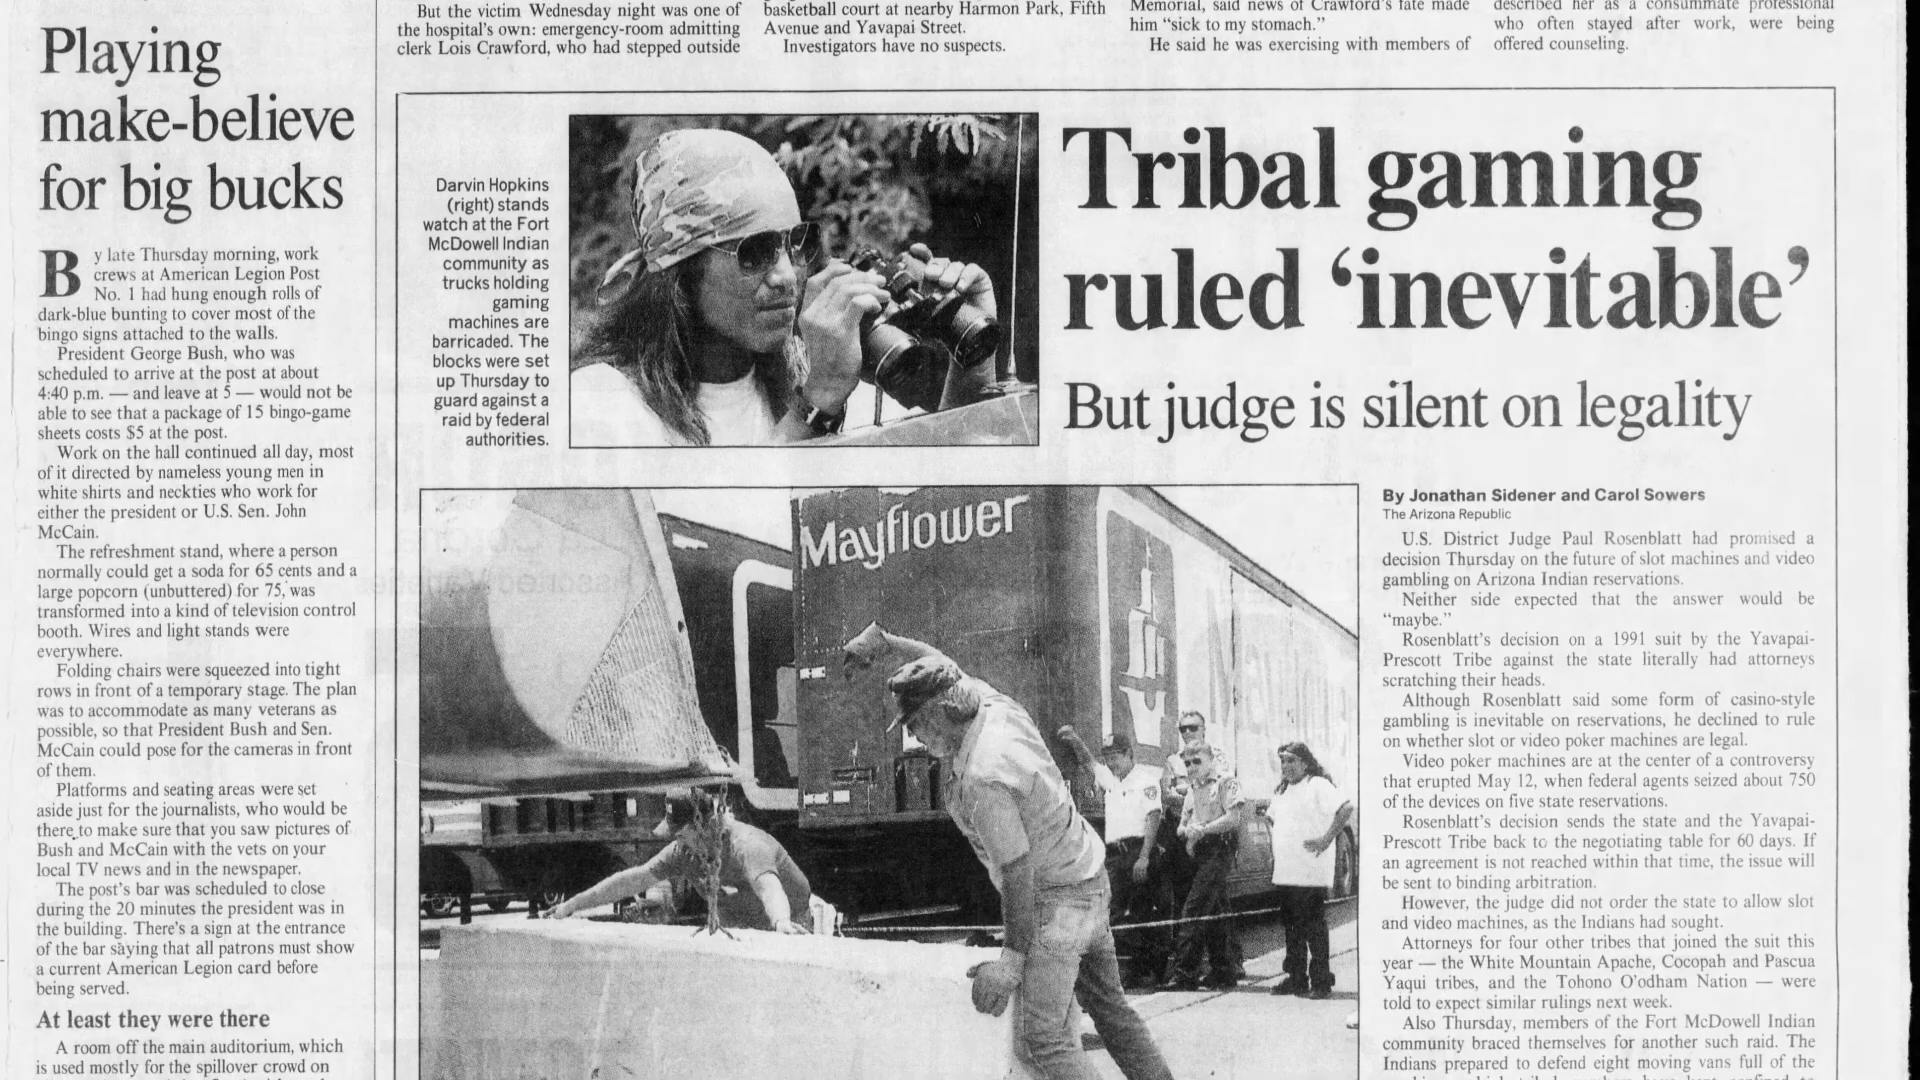 Playing
make-believe
for big bucks
By late Thursday morning, work
crews at American Legion Post
No. 1 had hung enough rolls of
dark-blue bunting to cover most of the
bingo signs attached to the walls.
President George Bush, who was
scheduled to arrive at the post at about
4:40 p.m. — and leave at 5 — would not be
able to see that a package of 15 bingo-game
sheets costs $5 at the post.
Work on the hall continued all day, most
of it directed by nameless young men in
white shirts and neckties who work for
either the president or U.S. Sen. John
McCain.
The refreshment stand, where a person
normally could get a soda for 65 cents and a
large popcorn (unbuttered) for 75, was
transformed into a kind of television control
booth. Wires and light stands were
everywhere.
Folding chairs were squeezed into tight
rows in front of a temporary stage. The plan
was to accommodate as many veterans as
possible, so that President Bush and Sen.
McCain could pose for the cameras in front
of them.
Platforms and seating areas were set
aside just for the journalists, who would be
there to make sure that you saw pictures of
Bush and McCain with the vets on your
local TV news and in the newspaper.
The post's bar was scheduled to close
during the 20 minutes the president was in
the building. There's a sign at the entrance
of the bar saying that all patrons must show
a current American Legion card before
being served.
At least they were there
A room off the main auditorium, which
is used mostly for the spillover crowd on
But the victim Wednesday night was one of
the hospital's own: emergency-room admitting
clerk Lois Crawford, who had stepped outside
basketball court at nearby Harmon Park, Fifth
Avenue and Yavapai Street.
Investigators have no suspects.
Memorial, said news of Crawford's fate made
him "sick to my stomach."
He said he was exercising with members of
described her as a consummate professional
who often stayed after work, were being
offered counseling.
Darvin Hopkins
(right) stands
watch at the Fort
McDowell Indian
community as
trucks holding
gaming
machines are
barricaded. The
blocks were set
up Thursday to
guard against a
raid by federal
authorities.
Tribal gaming
ruled 'inevitable'
But judge is silent on legality
Mayflower
By Jonathan Sidener and Carol Sowers
The Arizona Republic
U.S. District Judge Paul Rosenblatt had promised a
decision Thursday on the future of slot machines and video
gambling on Arizona Indian reservations.
Neither side expected that the answer would be
"maybe."
Rosenblatt's decision on a 1991 suit by the Yavapai-
Prescott Tribe against the state literally had attorneys
scratching their heads.
Although Rosenblatt said some form of casino-style
gambling is inevitable on reservations, he declined to rule
on whether slot or video poker machines are legal.
Video poker machines are at the center of a controversy
that erupted May 12, when federal agents seized about 750
of the devices on five state reservations.
Rosenblatt's decision sends the state and the Yavapai-
Prescott Tribe back to the negotiating table for 60 days. If
an agreement is not reached within that time, the issue will
be sent to binding arbitration.
However, the judge did not order the state to allow slot
and video machines, as the Indians had sought.
Attorneys for four other tribes that joined the suit this
year — the White Mountain Apache, Cocopah and Pascua
Yaqui tribes, and the Tohono O'odham Nation — were
told to expect similar rulings next week.
Also Thursday, members of the Fort McDowell Indian
community braced themselves for another such raid. The
Indians prepared to defend eight moving vans full of the